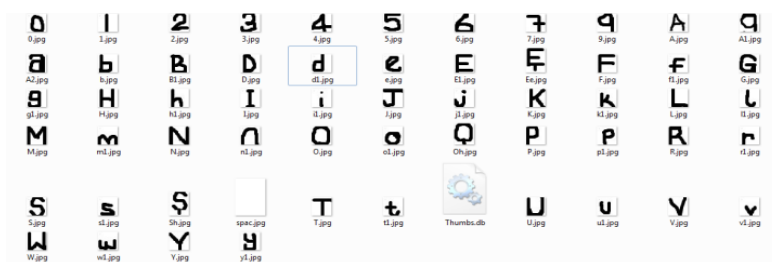 0 1 2 3 4 5 6 7 9 A ɑ
0.jpg 1.jpg 2.jpg 3.jpg 4.jpg 5.jpg 6.jpg 7.jpg 9.jpg A.jpg A1.jpg
a b B D d e E Ẹ F f G
A2.jpg b.jpg B1.jpg D.jpg d1.jpg e.jpg E1.jpg Ee.jpg F.jpg f1.jpg G.jpg
g H h I i J j K k L l
g1.jpg H.jpg h1.jpg I.jpg i1.jpg J.jpg j1.jpg K.jpg k1.jpg L.jpg l1.jpg
M m N n O o Ọ P p R r
M.jpg m1.jpg N.jpg n1.jpg O.jpg o1.jpg Oh.jpg P.jpg p1.jpg R.jpg r1.jpg
S s Ṣ T t U u V v
S.jpg s1.jpg Sh.jpg spac.jpg T.jpg t1.jpg Thumbs.db U.jpg u1.jpg V.jpg v1.jpg
W w Y y
W.jpg w1.jpg Y.jpg y1.jpg